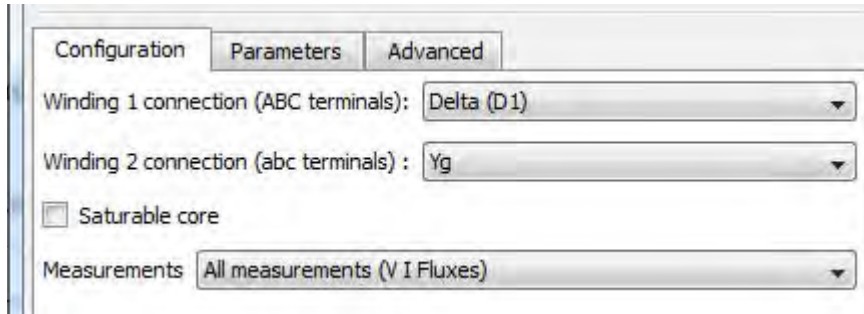 Configuration Parameters Advanced
Winding 1 connection (ABC terminals): Delta (D1)
Winding 2 connection (abc terminals) : Yg
Saturable core
Measurements All measurements (V I Fluxes)